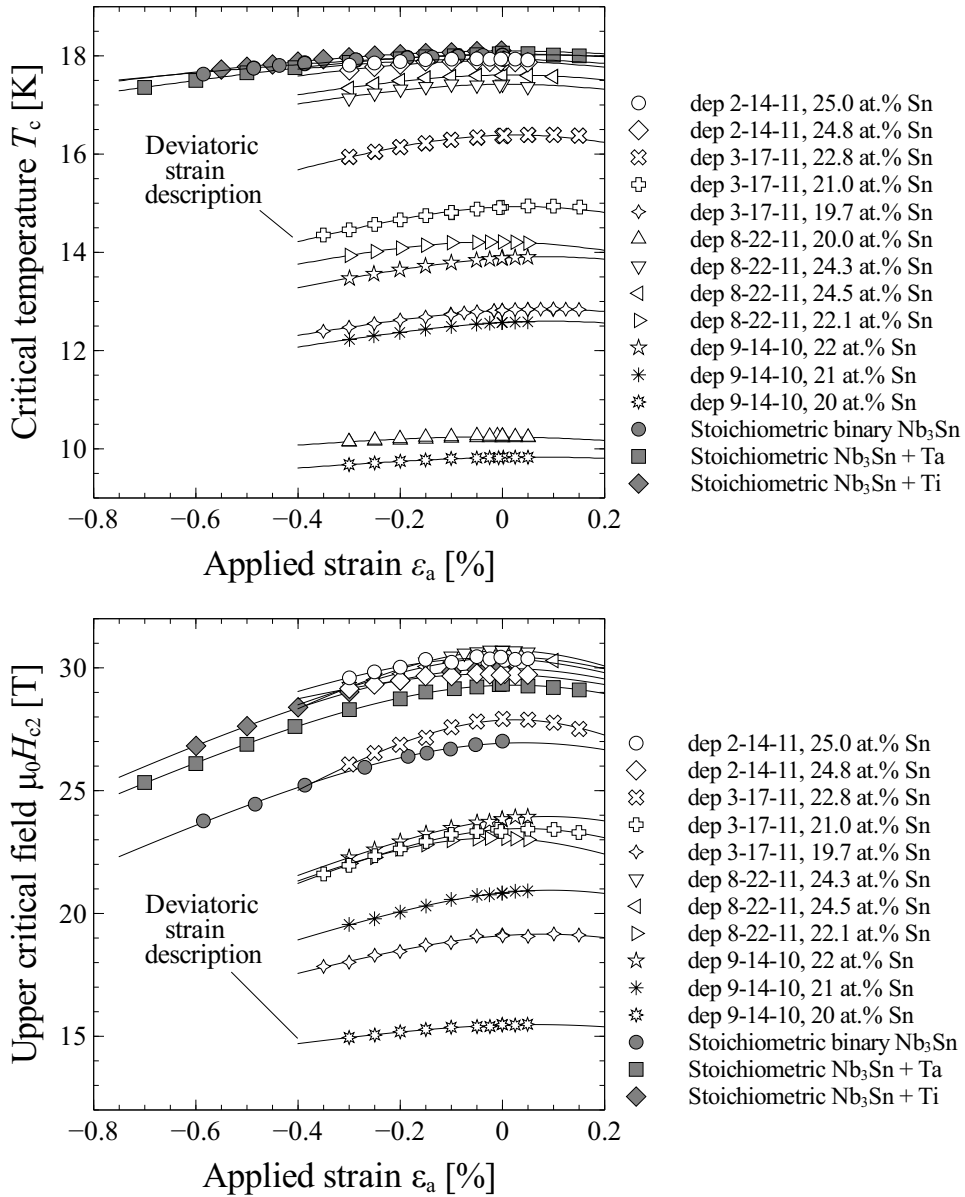 Critical temperature Tc [K]
18
16
14
12
10
Deviatoric
strain
description
−0.8
−0.6
−0.4
−0.2
0
0.2
Applied strain εa [%]
dep 2-14-11, 25.0 at.% Sn
dep 2-14-11, 24.8 at.% Sn
dep 3-17-11, 22.8 at.% Sn
dep 3-17-11, 21.0 at.% Sn
dep 3-17-11, 19.7 at.% Sn
dep 8-22-11, 20.0 at.% Sn
dep 8-22-11, 24.3 at.% Sn
dep 8-22-11, 24.5 at.% Sn
dep 8-22-11, 22.1 at.% Sn
dep 9-14-10, 22 at.% Sn
dep 9-14-10, 21 at.% Sn
dep 9-14-10, 20 at.% Sn
Stoichiometric binary Nb₃Sn
Stoichiometric Nb₃Sn + Ta
Stoichiometric Nb₃Sn + Ti
Upper critical field μ₀Hc2 [T]
30
25
20
15
Deviatoric
strain
description
−0.8
−0.6
−0.4
−0.2
0
0.2
Applied strain εa [%]
dep 2-14-11, 25.0 at.% Sn
dep 2-14-11, 24.8 at.% Sn
dep 3-17-11, 22.8 at.% Sn
dep 3-17-11, 21.0 at.% Sn
dep 3-17-11, 19.7 at.% Sn
dep 8-22-11, 24.3 at.% Sn
dep 8-22-11, 24.5 at.% Sn
dep 8-22-11, 22.1 at.% Sn
dep 9-14-10, 22 at.% Sn
dep 9-14-10, 21 at.% Sn
dep 9-14-10, 20 at.% Sn
Stoichiometric binary Nb₃Sn
Stoichiometric Nb₃Sn + Ta
Stoichiometric Nb₃Sn + Ti